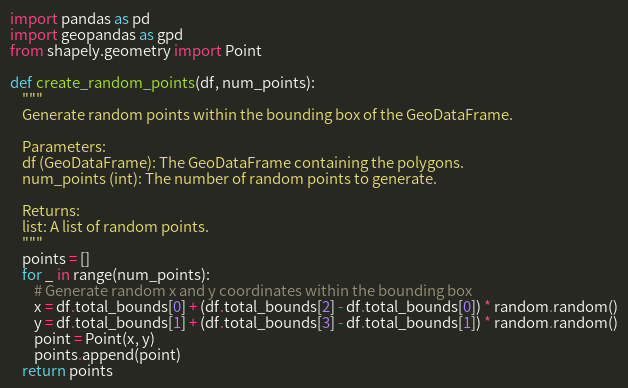 import pandas as pd
import geopandas as gpd
from shapely.geometry import Point

def create_random_points(df, num_points):
    """
    Generate random points within the bounding box of the GeoDataFrame.

    Parameters:
    df (GeoDataFrame): The GeoDataFrame containing the polygons.
    num_points (int): The number of random points to generate.

    Returns:
    list: A list of random points.
    """
    points = []
    for _ in range(num_points):
        # Generate random x and y coordinates within the bounding box
        x = df.total_bounds[0] + (df.total_bounds[2] - df.total_bounds[0]) * random.random()
        y = df.total_bounds[1] + (df.total_bounds[3] - df.total_bounds[1]) * random.random()
        point = Point(x, y)
        points.append(point)
    return points